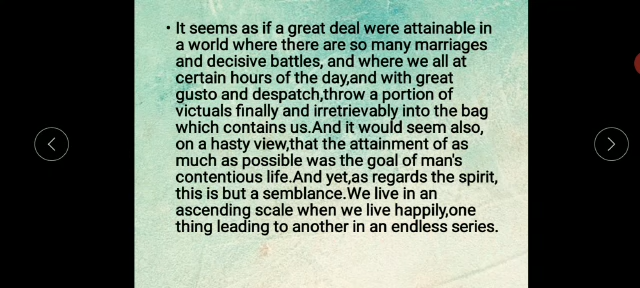 • It seems as if a great deal were attainable in
a world where there are so many marriages
and decisive battles, and where we all at
certain hours of the day,and with great
gusto and despatch,throw a portion of
victuals finally and irretrievably into the bag
which contains us.And it would seem also,
on a hasty view,that the attainment of as
much as possible was the goal of man's
contentious life.And yet,as regards the spirit,
this is but a semblance.We live in an
ascending scale when we live happily,one
thing leading to another in an endless series.